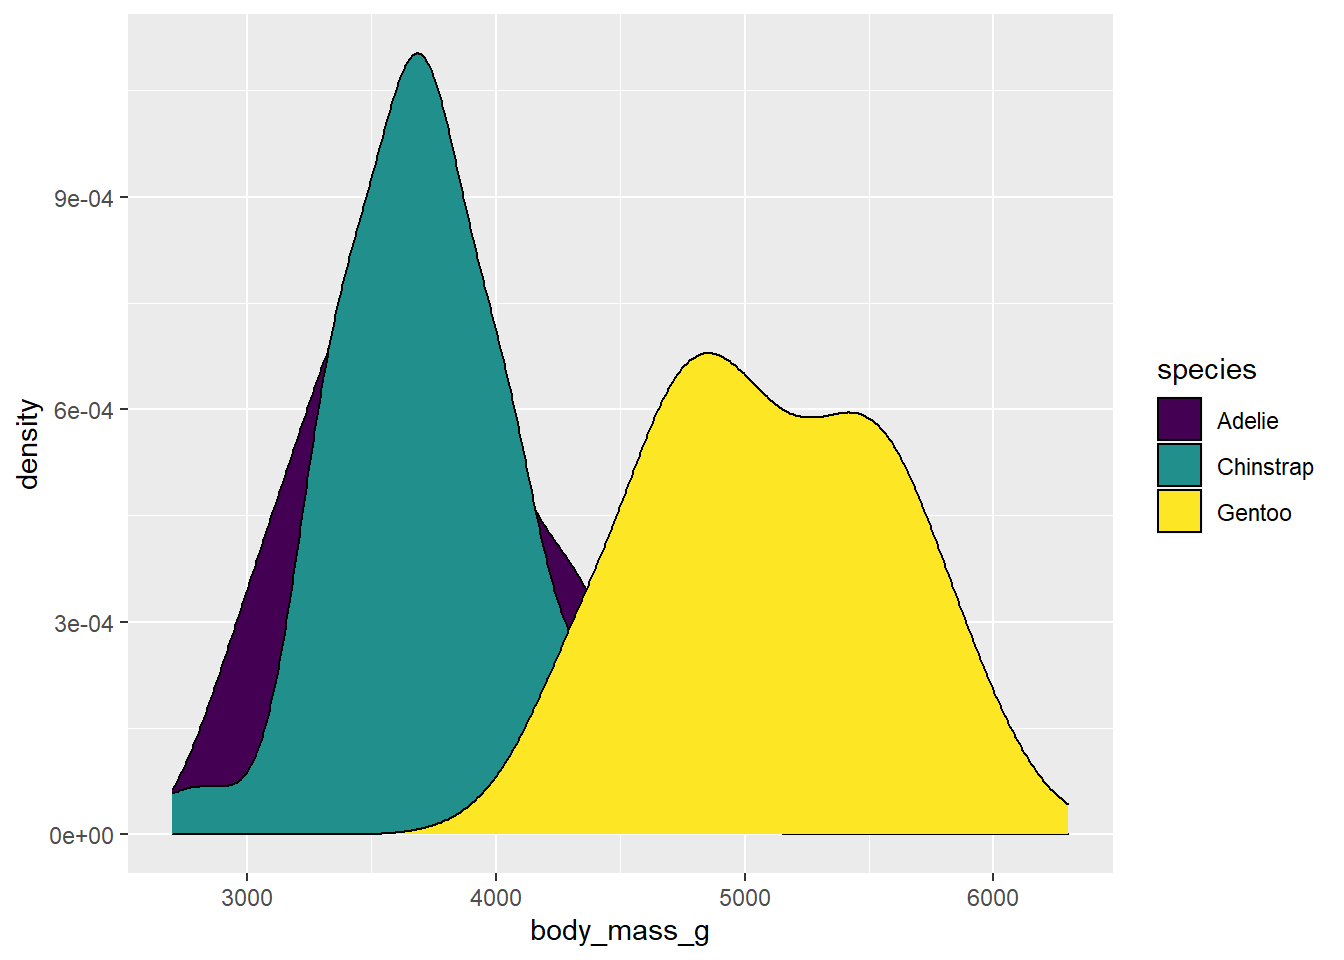 9e-04
6e-04
3e-04
0e+00
density
3000 4000 5000 6000
body_mass_g
species
Adelie
Chinstrap
Gentoo